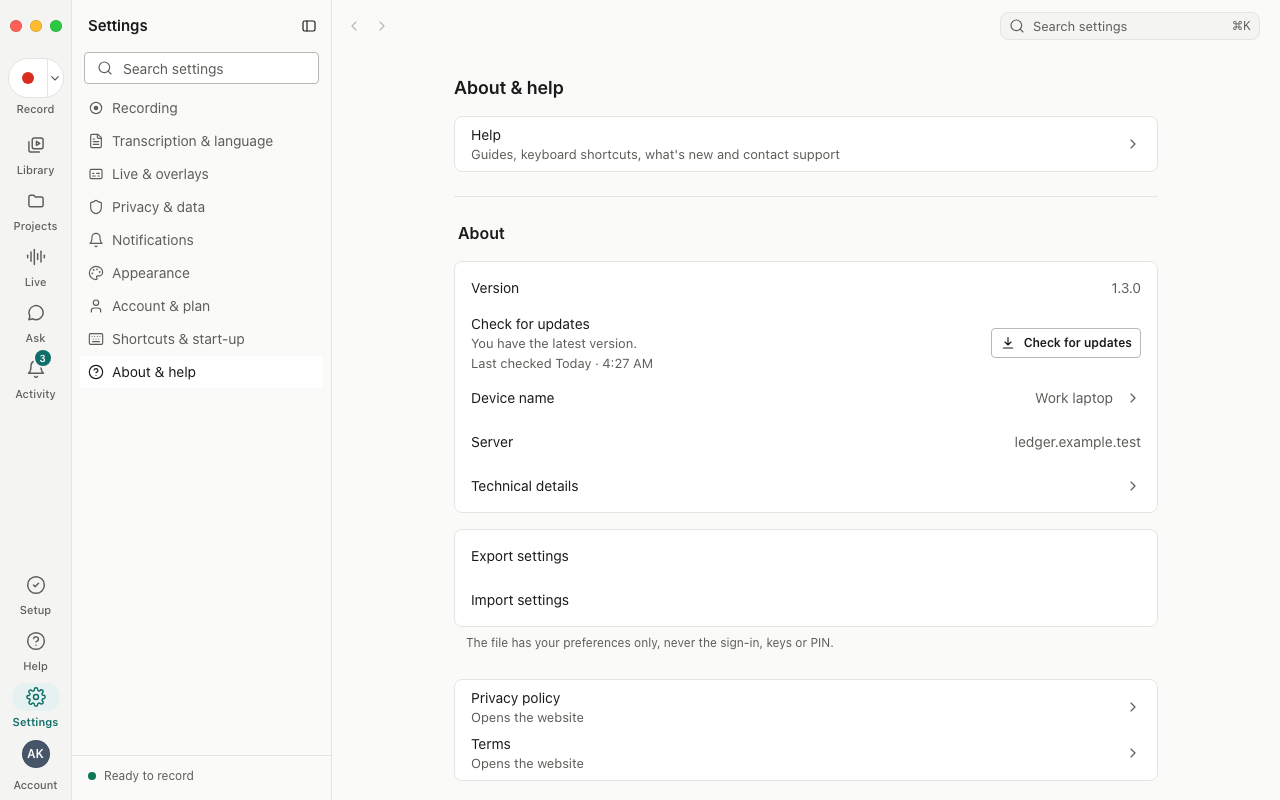 Settings
Search settings
⌘K
Record
Library
Projects
Live
Ask
3
Activity
Setup
Help
Settings
AK
Account
Search settings
Recording
Transcription & language
Live & overlays
Privacy & data
Notifications
Appearance
Account & plan
Shortcuts & start-up
About & help
Ready to record
About & help
Help
Guides, keyboard shortcuts, what's new and contact support
About
Version 1.3.0
Check for updates
You have the latest version.
Last checked Today · 4:27 AM
Check for updates
Device name Work laptop
Server ledger.example.test
Technical details
Export settings
Import settings
The file has your preferences only, never the sign-in, keys or PIN.
Privacy policy
Opens the website
Terms
Opens the website